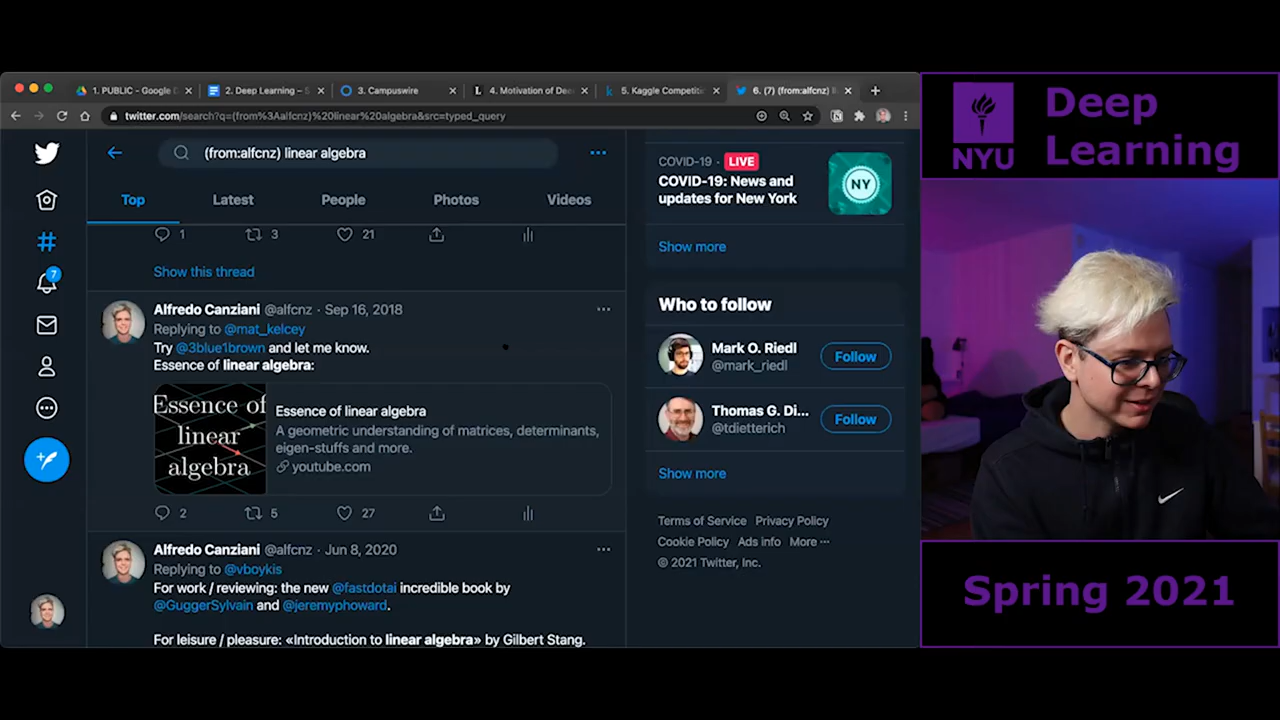 1. PUBLIC - Google D
2. Deep Learning – S
3. Campuswire
4. Motivation of Dee
5. Kaggle Competiti
6. (7) (from:alfcnz) li
twitter.com/search?q=(from%3Aalfcnz)%20linear%20algebra&src=typed_query
(from:alfcnz) linear algebra
Top
Latest
People
Photos
Videos
1
3
21
Show this thread
7
Alfredo Canziani @alfcnz · Sep 16, 2018
Replying to @mat_kelcey
Try @3blue1brown and let me know.
Essence of linear algebra:
Essence of
linear
algebra
Essence of linear algebra
A geometric understanding of matrices, determinants,
eigen-stuffs and more.
youtube.com
2
5
27
Alfredo Canziani @alfcnz · Jun 8, 2020
Replying to @vboykis
For work / reviewing: the new @fastdotai incredible book by
@GuggerSylvain and @jeremyphoward.
For leisure / pleasure: «Introduction to linear algebra» by Gilbert Stang.
COVID-19 · LIVE
COVID-19: News and
updates for New York
NY
Show more
Who to follow
Mark O. Riedl
@mark_riedl
Follow
Thomas G. Di...
@tdietterich
Follow
Show more
Terms of Service Privacy Policy
Cookie Policy Ads info More ···
© 2021 Twitter, Inc.
NYU
Deep
Learning
Spring 2021